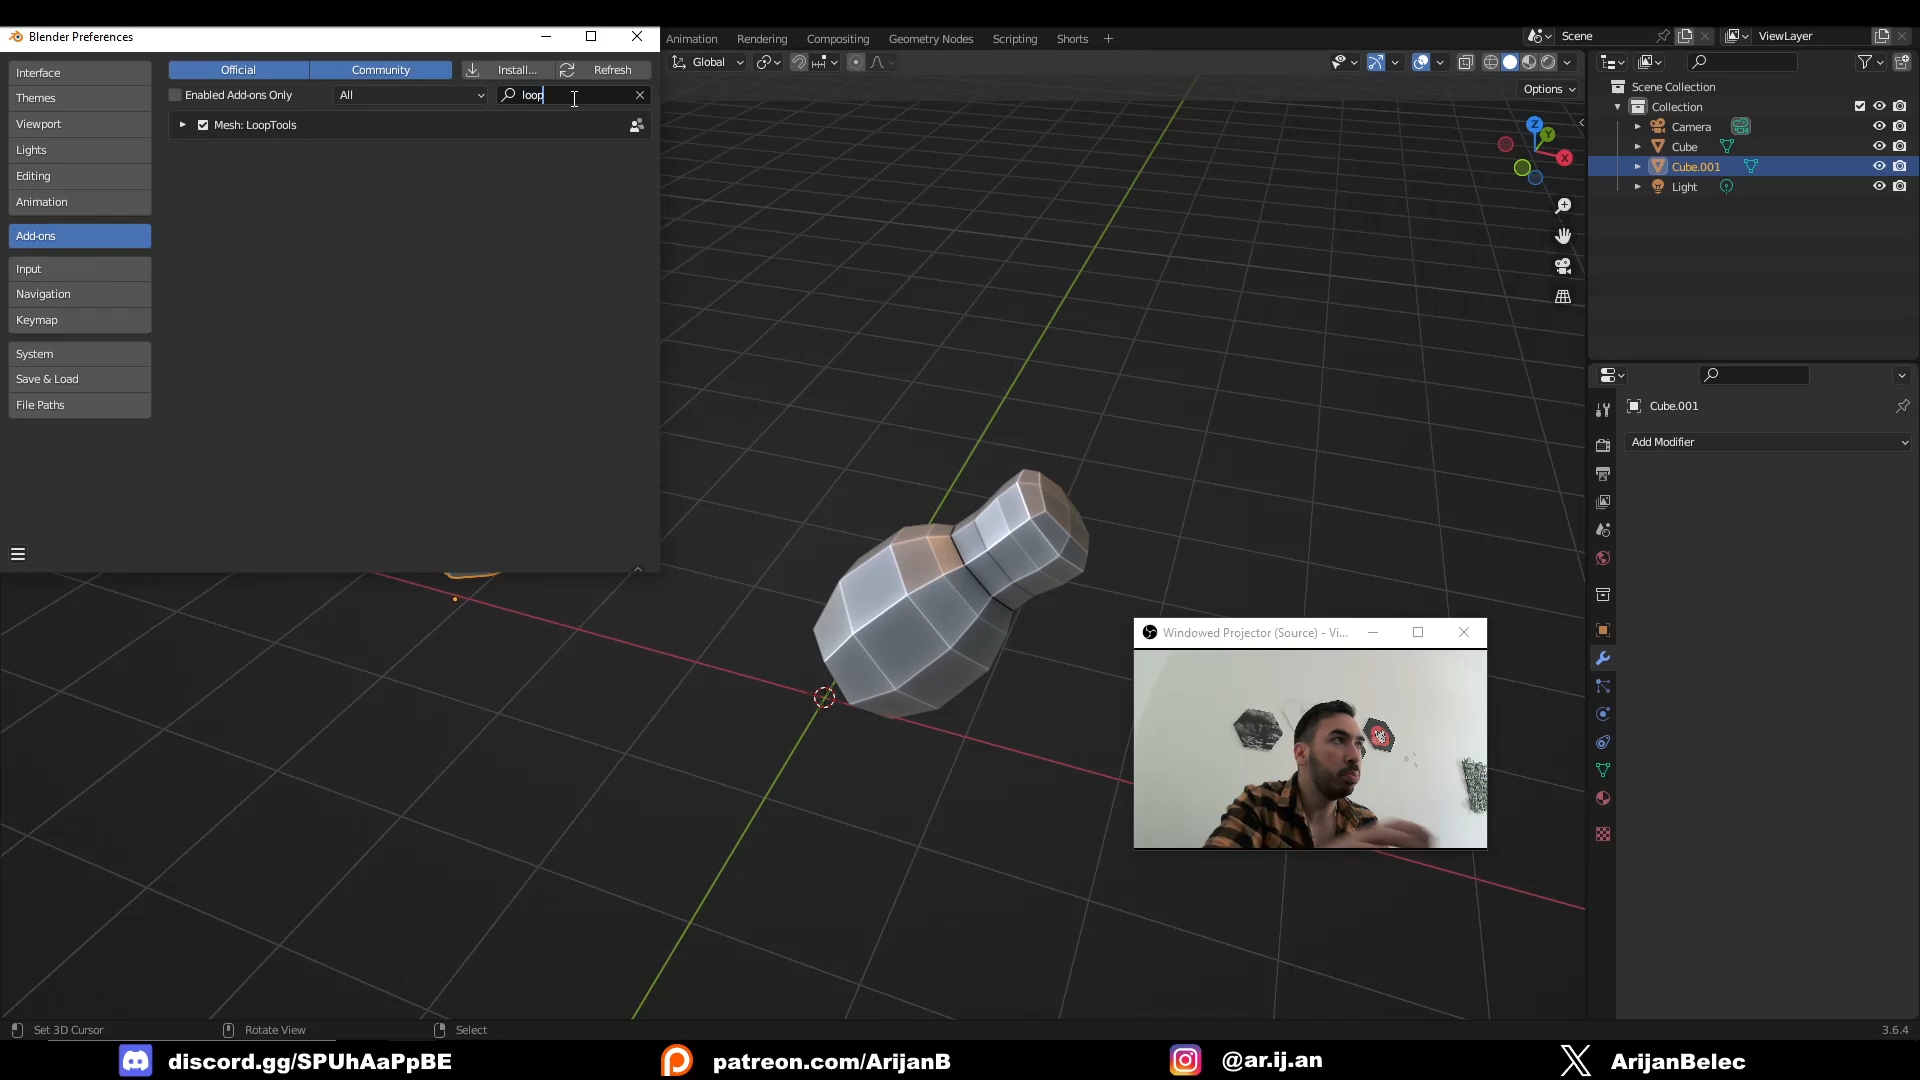 Blender Preferences
Interface
Themes
Viewport
Lights
Editing
Animation
Add-ons
Input
Navigation
Keymap
System
Save & Load
File Paths
Official
Community
Install...
Refresh
Enabled Add-ons Only
All
loop
Mesh: LoopTools
Animation
Rendering
Compositing
Geometry Nodes
Scripting
Shorts
Scene
ViewLayer
Global
Options
Z
Y
X
Scene Collection
Collection
Camera
Cube
Cube.001
Light
Cube.001
Add Modifier
Windowed Projector (Source) - Vi...
Set 3D Cursor
Rotate View
Select
3.6.4
discord.gg/SPUhAaPpBE
patreon.com/ArijanB
@ar.ij.an
ArijanBelec